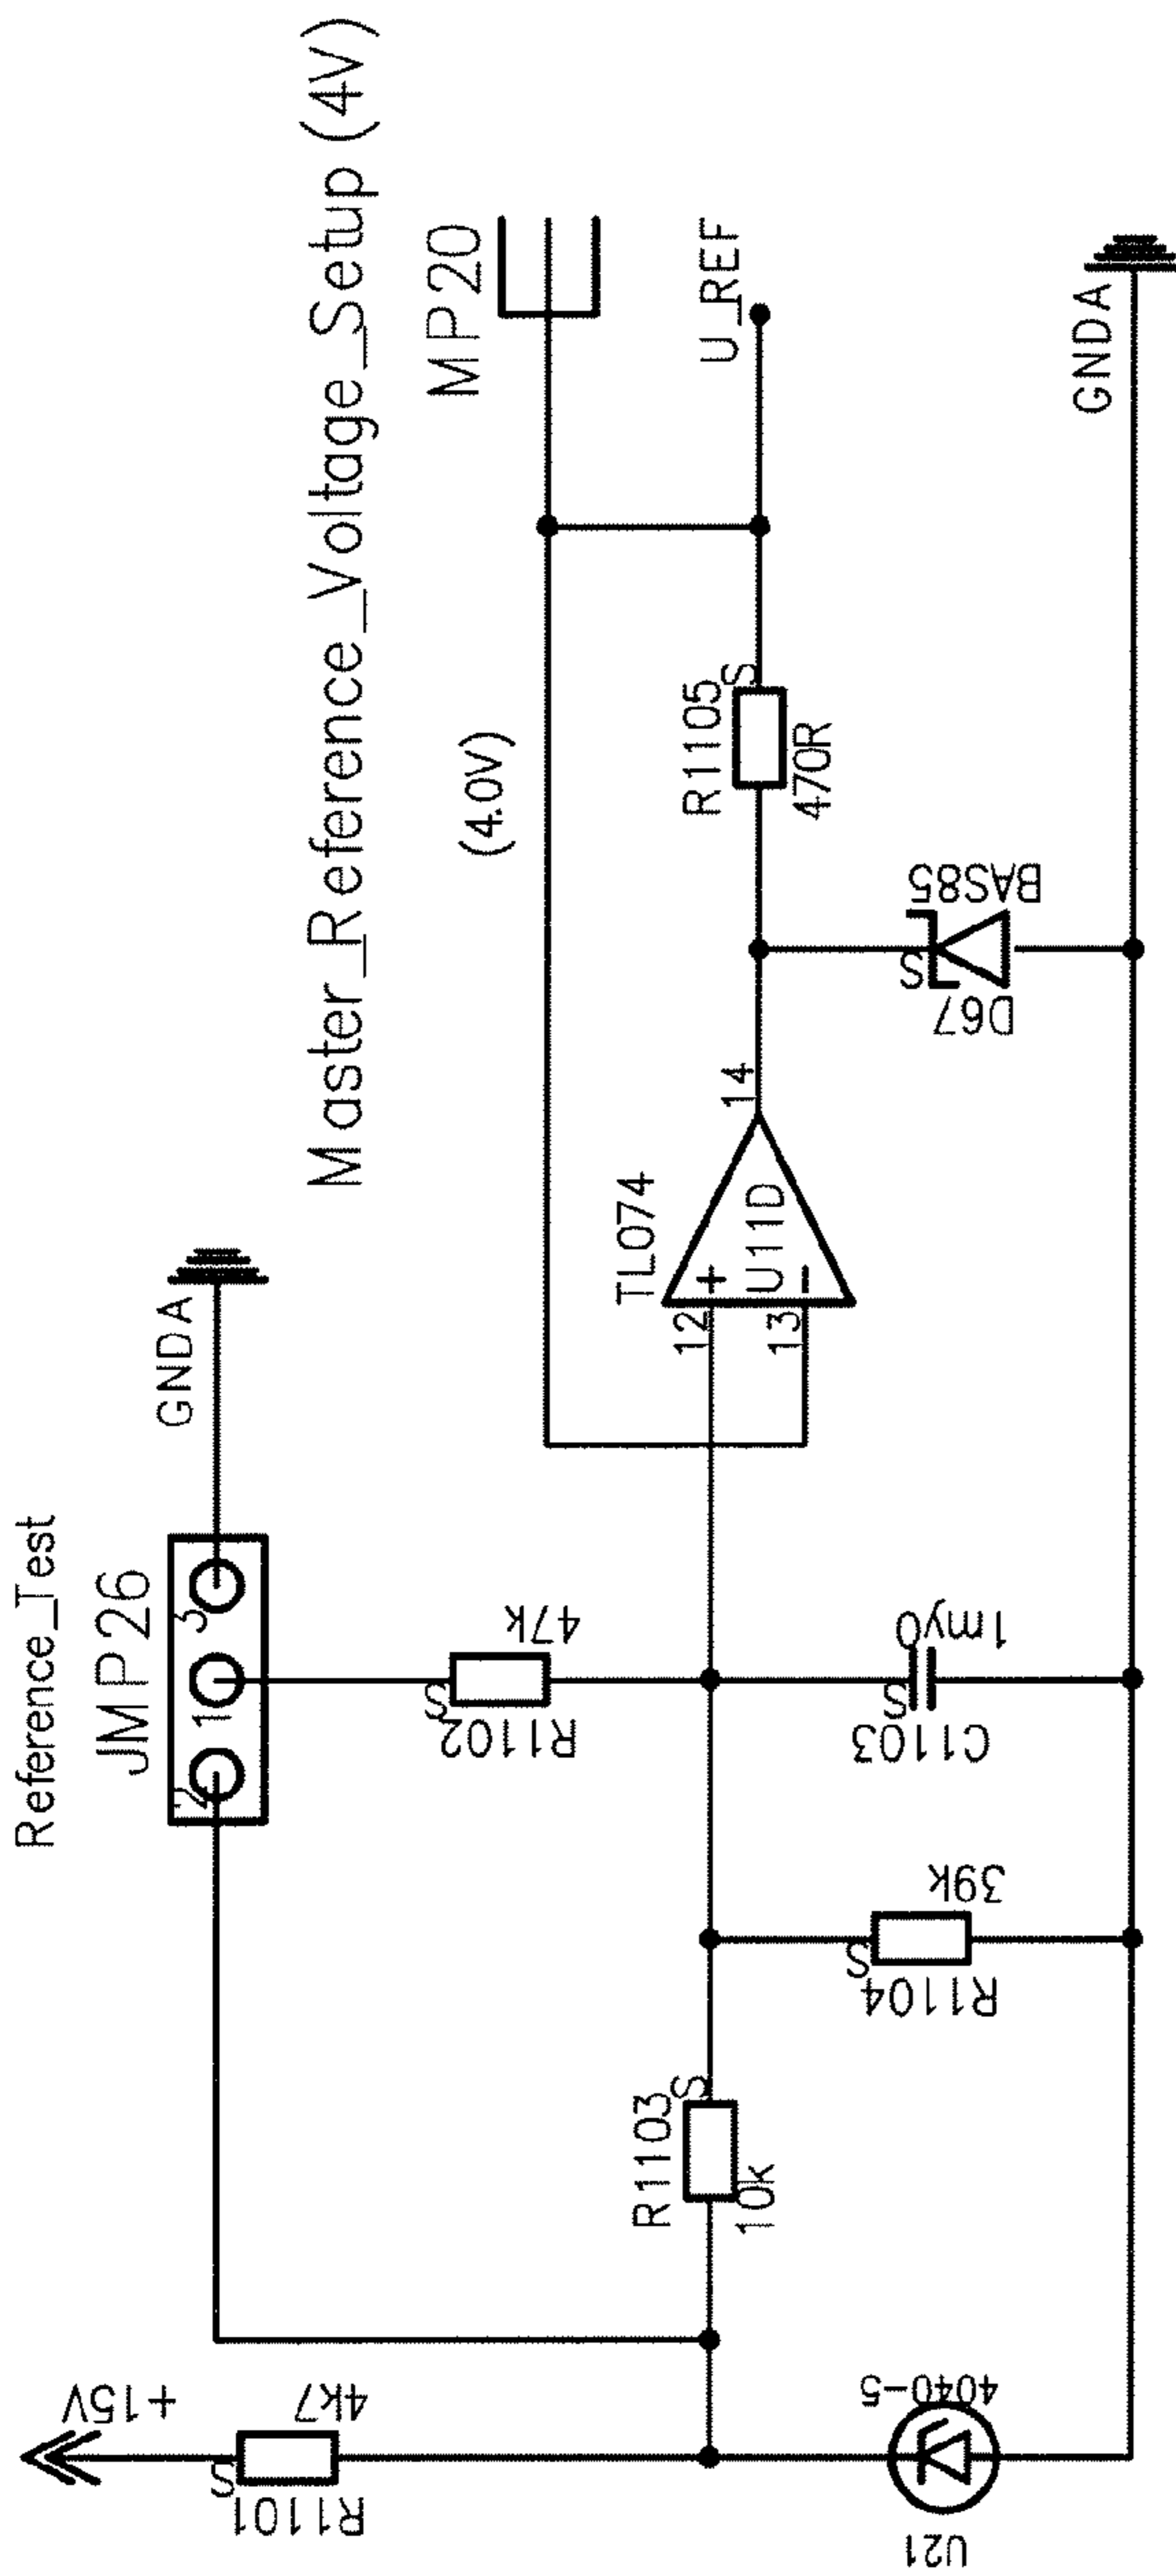 Master_Reference_Voltage_Setup (4V)
Reference_Test
JMP26
2
1
3
GNDA
+15V
R1101
4k7
S
R1102
47k
S
R1103
10k
S
R1104
39k
S
C1103
1my0
S
U21
4040-5
TL074
U11D
12
+
13
-
14
(4.0V)
MP20
R1105
470R
S
U_REF
D67
BAS85
S
GNDA